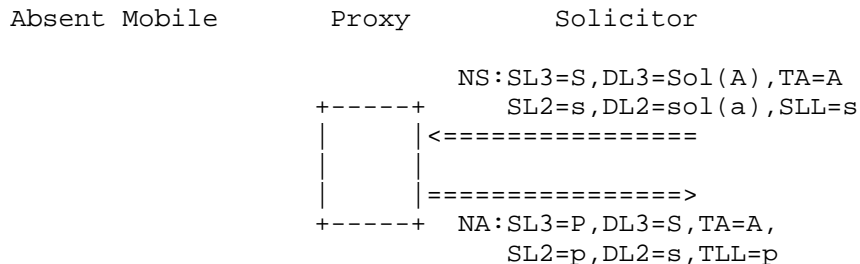 Absent Mobile Proxy Solicitor
NS:SL3=S,DL3=Sol(A),TA=A
+-----+ SL2=s,DL2=sol(a),SLL=s
| |<================
| |
| |================>
+-----+ NA:SL3=P,DL3=S,TA=A,
SL2=p,DL2=s,TLL=p